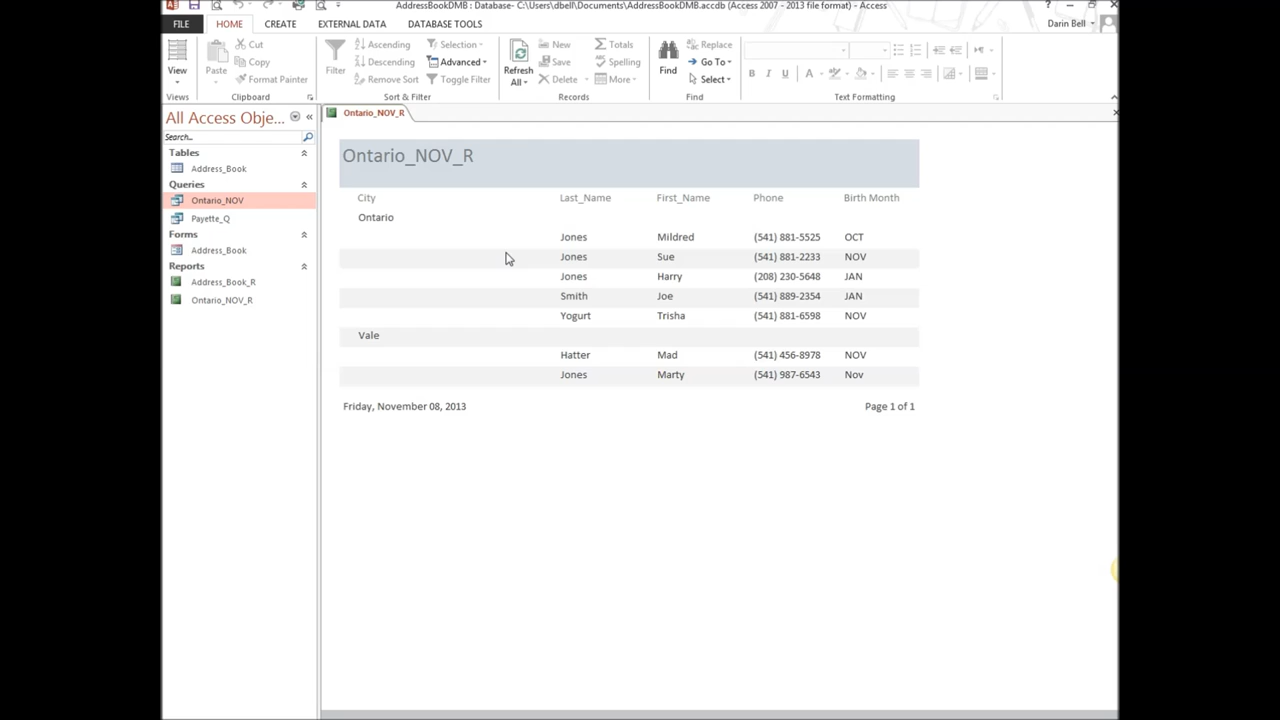 AddressBookDMB : Database- C:\Users\dbell\Documents\AddressBookDMB.accdb (Access 2007 - 2013 file format) - Access ?
FILE HOME CREATE EXTERNAL DATA DATABASE TOOLS Darin Bell
View
Views
Paste
Cut
Copy
Format Painter
Clipboard
Filter
Ascending
Descending
Remove Sort
Selection
Advanced
Toggle Filter
Sort & Filter
Refresh
All
New
Save
Delete
Totals
Spelling
More
Records
Find
Replace
Go To
Select
Find
B I U A
Text Formatting
All Access Obje...
Search...
Tables
Address_Book
Queries
Ontario_NOV
Payette_Q
Forms
Address_Book
Reports
Address_Book_R
Ontario_NOV_R
Ontario_NOV_R
Ontario_NOV_R
City Last_Name First_Name Phone Birth Month
Ontario
Jones Mildred (541) 881-5525 OCT
Jones Sue (541) 881-2233 NOV
Jones Harry (208) 230-5648 JAN
Smith Joe (541) 889-2354 JAN
Yogurt Trisha (541) 881-6598 NOV
Vale
Hatter Mad (541) 456-8978 NOV
Jones Marty (541) 987-6543 Nov
Friday, November 08, 2013 Page 1 of 1